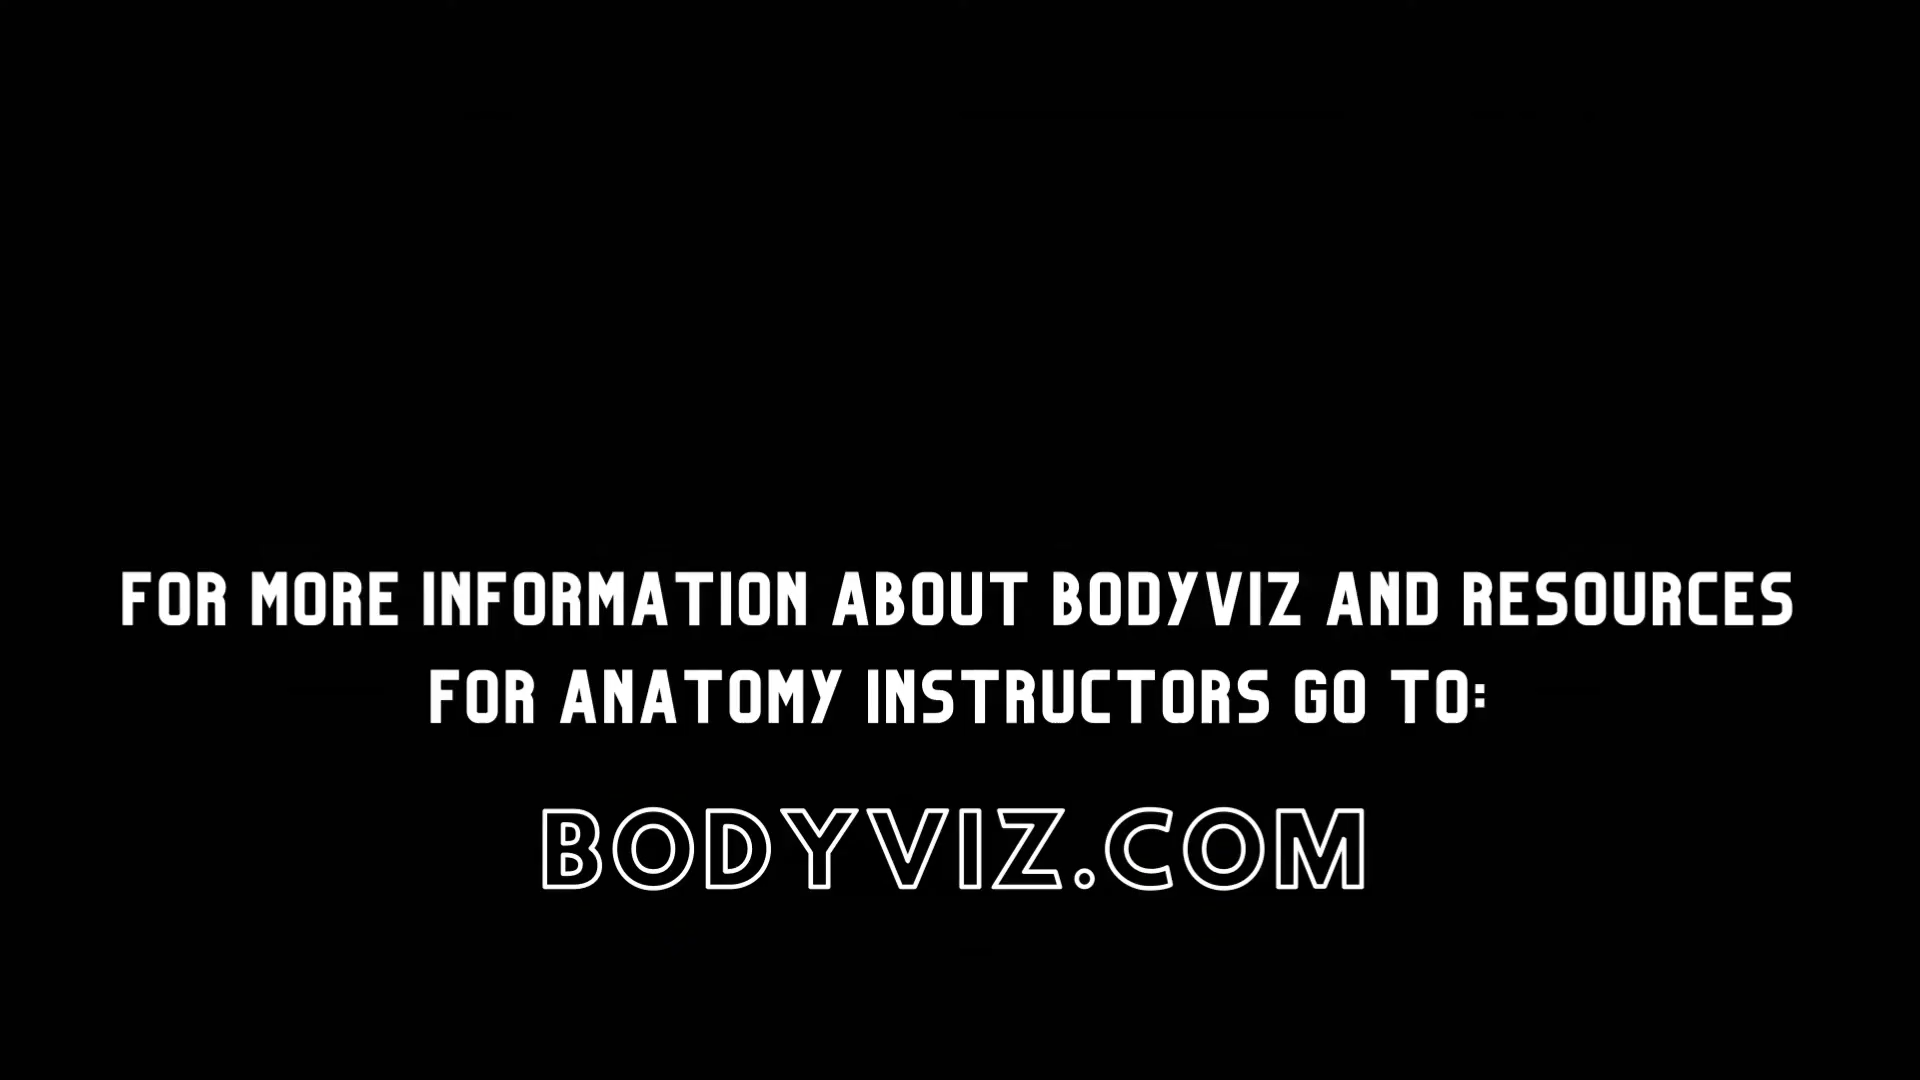 FOR MORE INFORMATION ABOUT BODYVIZ AND RESOURCES
FOR ANATOMY INSTRUCTORS GO TO:
BODYVIZ.COM